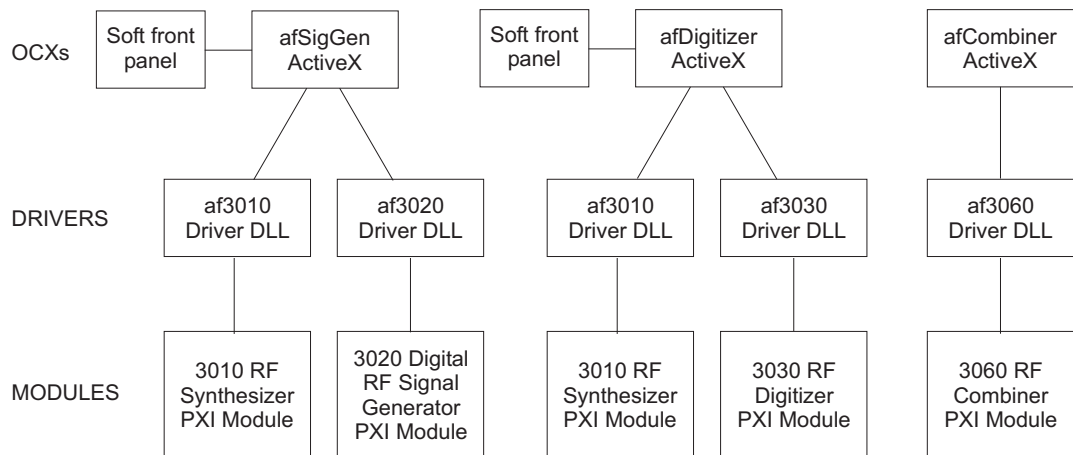 OCXs
Soft front
panel
afSigGen
ActiveX
Soft front
panel
afDigitizer
ActiveX
afCombiner
ActiveX
DRIVERS
af3010
Driver DLL
af3020
Driver DLL
af3010
Driver DLL
af3030
Driver DLL
af3060
Driver DLL
MODULES
3010 RF
Synthesizer
PXI Module
3020 Digital
RF Signal
Generator
PXI Module
3010 RF
Synthesizer
PXI Module
3030 RF
Digitizer
PXI Module
3060 RF
Combiner
PXI Module